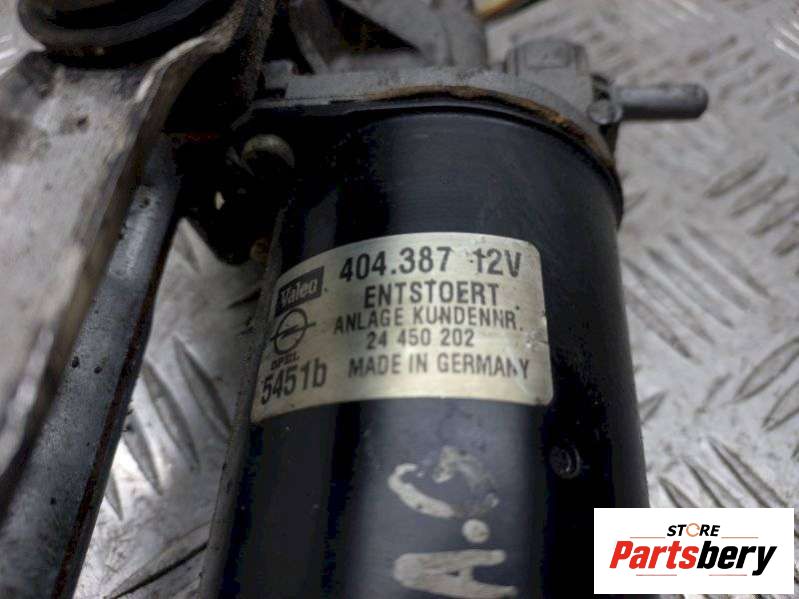 Valeo 404.387 12V
ENTSTOERT
ANLAGE KUNDENNR.
OPEL 24 450 202
5451b MADE IN GERMANY
A.C
STORE
Partsbery